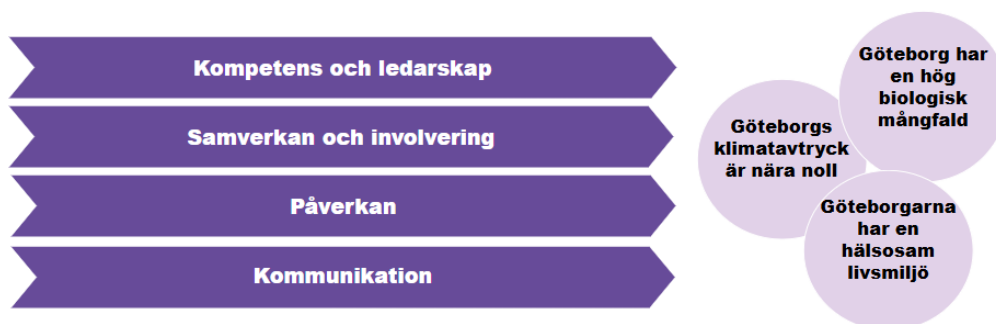 Kompetens och ledarskap
Samverkan och involvering
Påverkan
Kommunikation
Göteborgs
klimatavtryck
är nära noll
Göteborg har
en hög
biologisk
mångfald
Göteborgarna
har en
hälsosam
livsmiljö